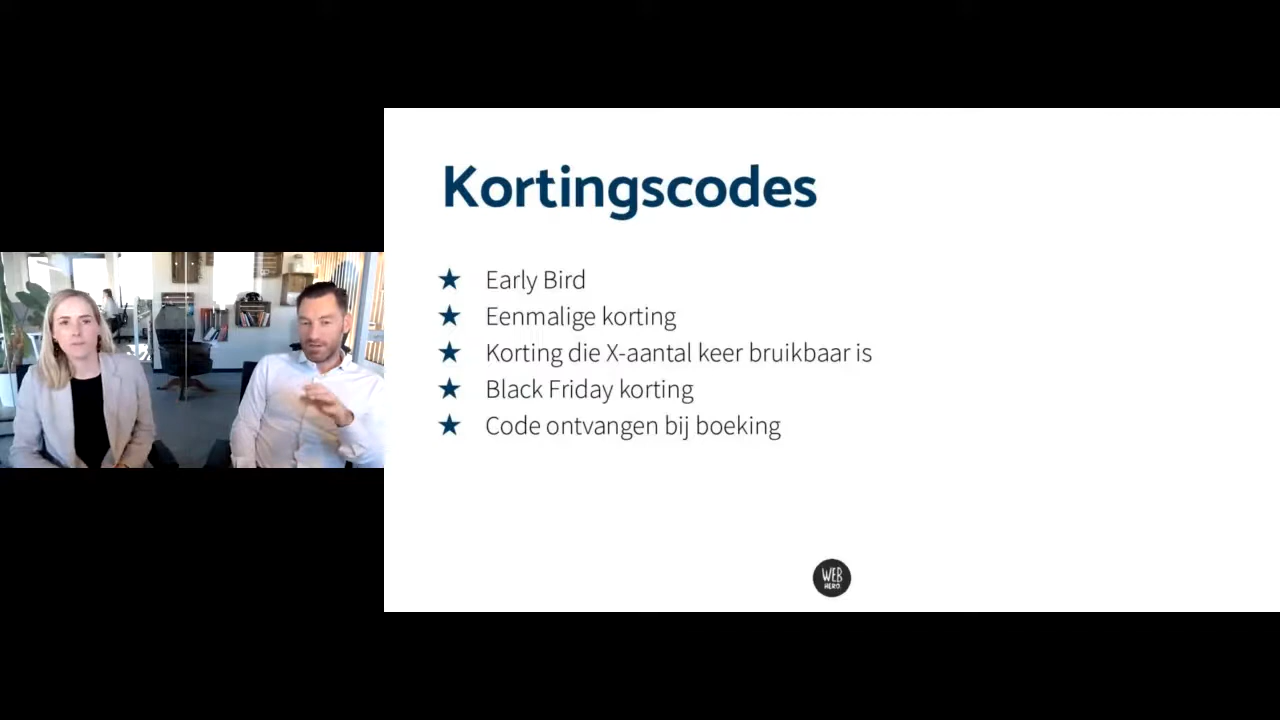 Kortingscodes
★ Early Bird
★ Eenmalige korting
★ Korting die X-aantal keer bruikbaar is
★ Black Friday korting
★ Code ontvangen bij boeking
WEB
HERO